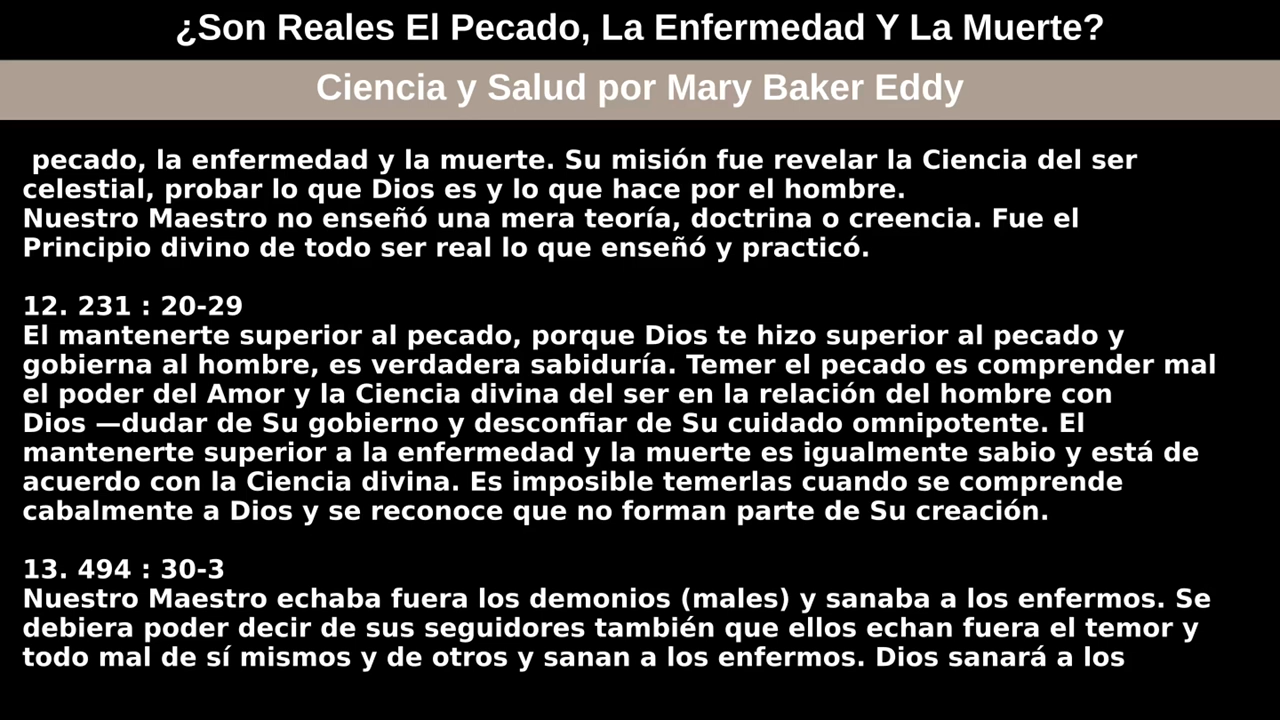 ¿Son Reales El Pecado, La Enfermedad Y La Muerte?
Ciencia y Salud por Mary Baker Eddy
pecado, la enfermedad y la muerte. Su misión fue revelar la Ciencia del ser
celestial, probar lo que Dios es y lo que hace por el hombre.
Nuestro Maestro no enseñó una mera teoría, doctrina o creencia. Fue el
Principio divino de todo ser real lo que enseñó y practicó.
12. 231 : 20-29
El mantenerte superior al pecado, porque Dios te hizo superior al pecado y
gobierna al hombre, es verdadera sabiduría. Temer el pecado es comprender mal
el poder del Amor y la Ciencia divina del ser en la relación del hombre con
Dios —dudar de Su gobierno y desconfiar de Su cuidado omnipotente. El
mantenerte superior a la enfermedad y la muerte es igualmente sabio y está de
acuerdo con la Ciencia divina. Es imposible temerlas cuando se comprende
cabalmente a Dios y se reconoce que no forman parte de Su creación.
13. 494 : 30-3
Nuestro Maestro echaba fuera los demonios (males) y sanaba a los enfermos. Se
debiera poder decir de sus seguidores también que ellos echan fuera el temor y
todo mal de sí mismos y de otros y sanan a los enfermos. Dios sanará a los